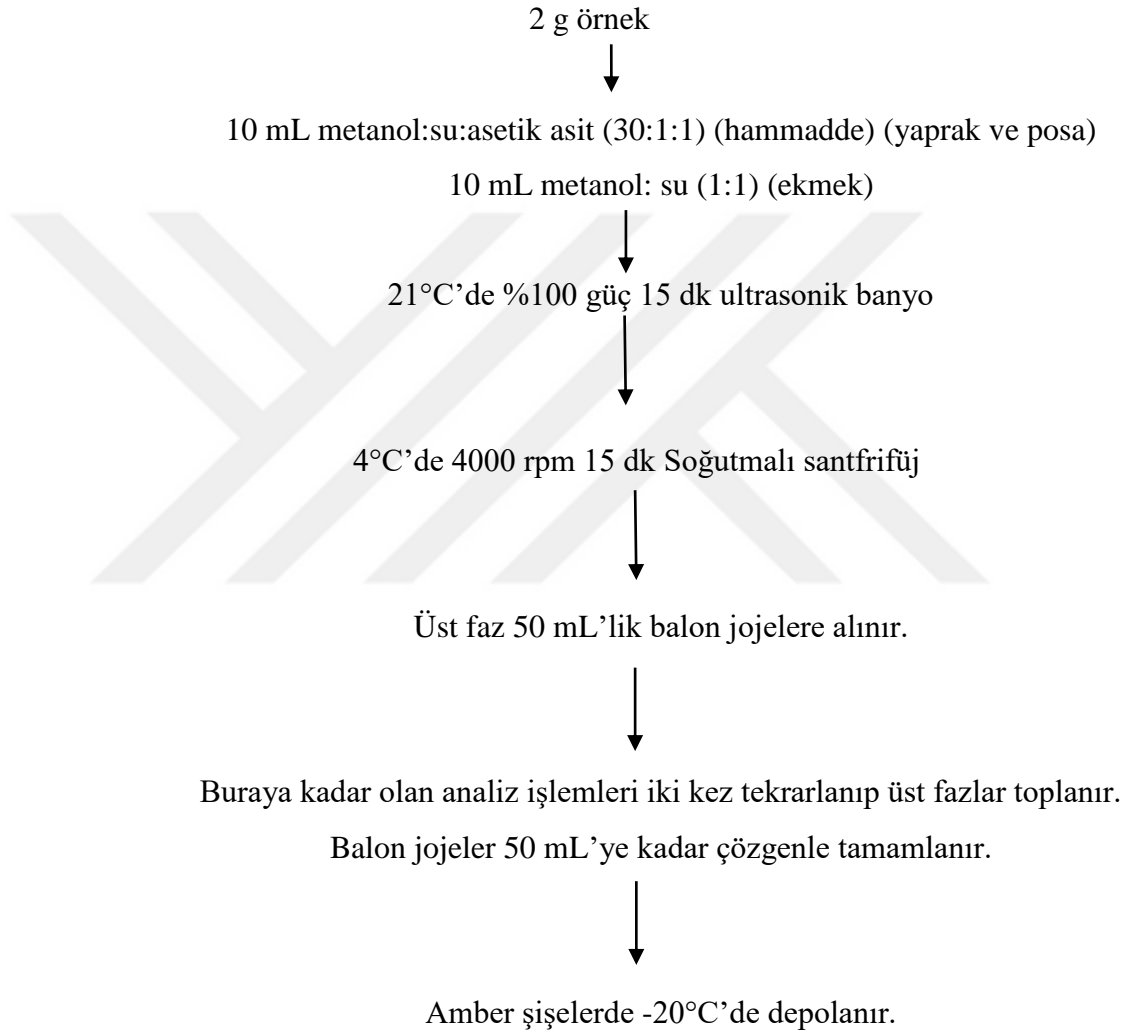 2 g örnek
10 mL metanol:su:asetik asit (30:1:1) (hammadde) (yaprak ve posa)
10 mL metanol: su (1:1) (ekmek)
21°C’de %100 güç 15 dk ultrasonik banyo
4°C’de 4000 rpm 15 dk Soğutmalı santfrifüj
Üst faz 50 mL’lik balon jojelere alınır.
Buraya kadar olan analiz işlemleri iki kez tekrarlanıp üst fazlar toplanır.
Balon jojeler 50 mL’ye kadar çözgenle tamamlanır.
Amber şişelerde -20°C’de depolanır.